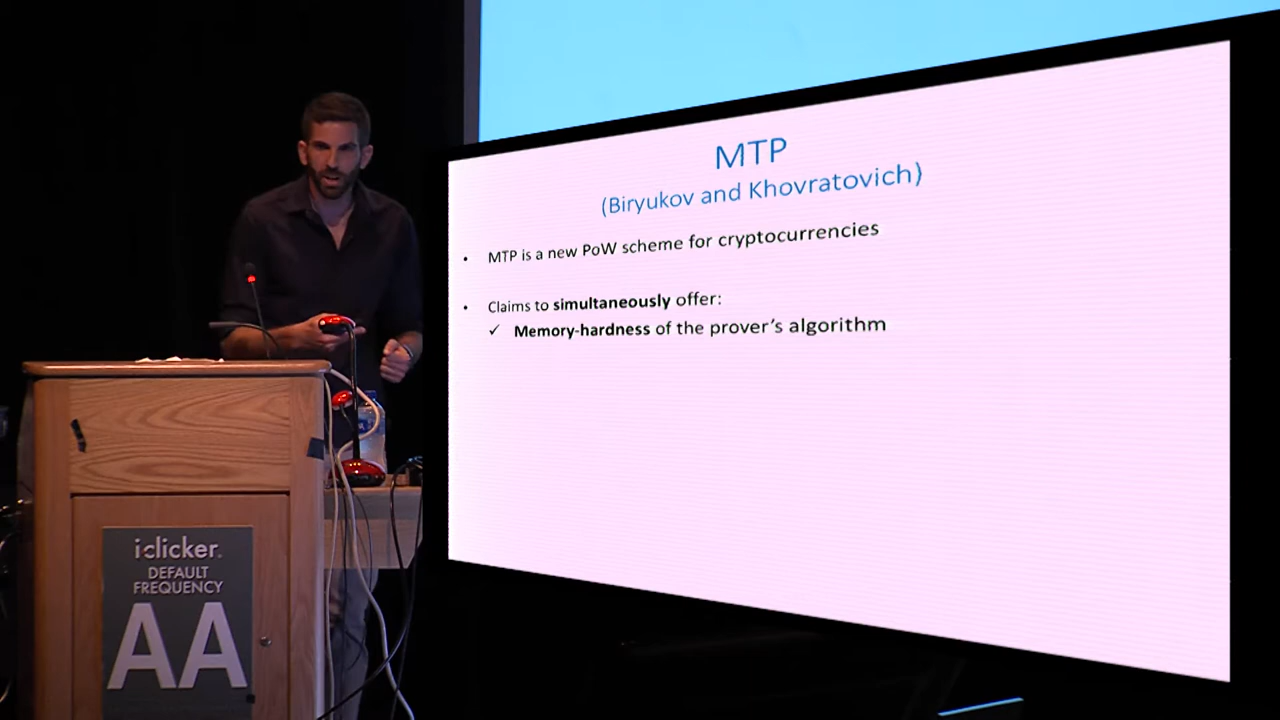 MTP
(Biryukov and Khovratovich)
• MTP is a new PoW scheme for cryptocurrencies
• Claims to simultaneously offer:
✓ Memory-hardness of the prover's algorithm
i>clicker.
DEFAULT
FREQUENCY
AA